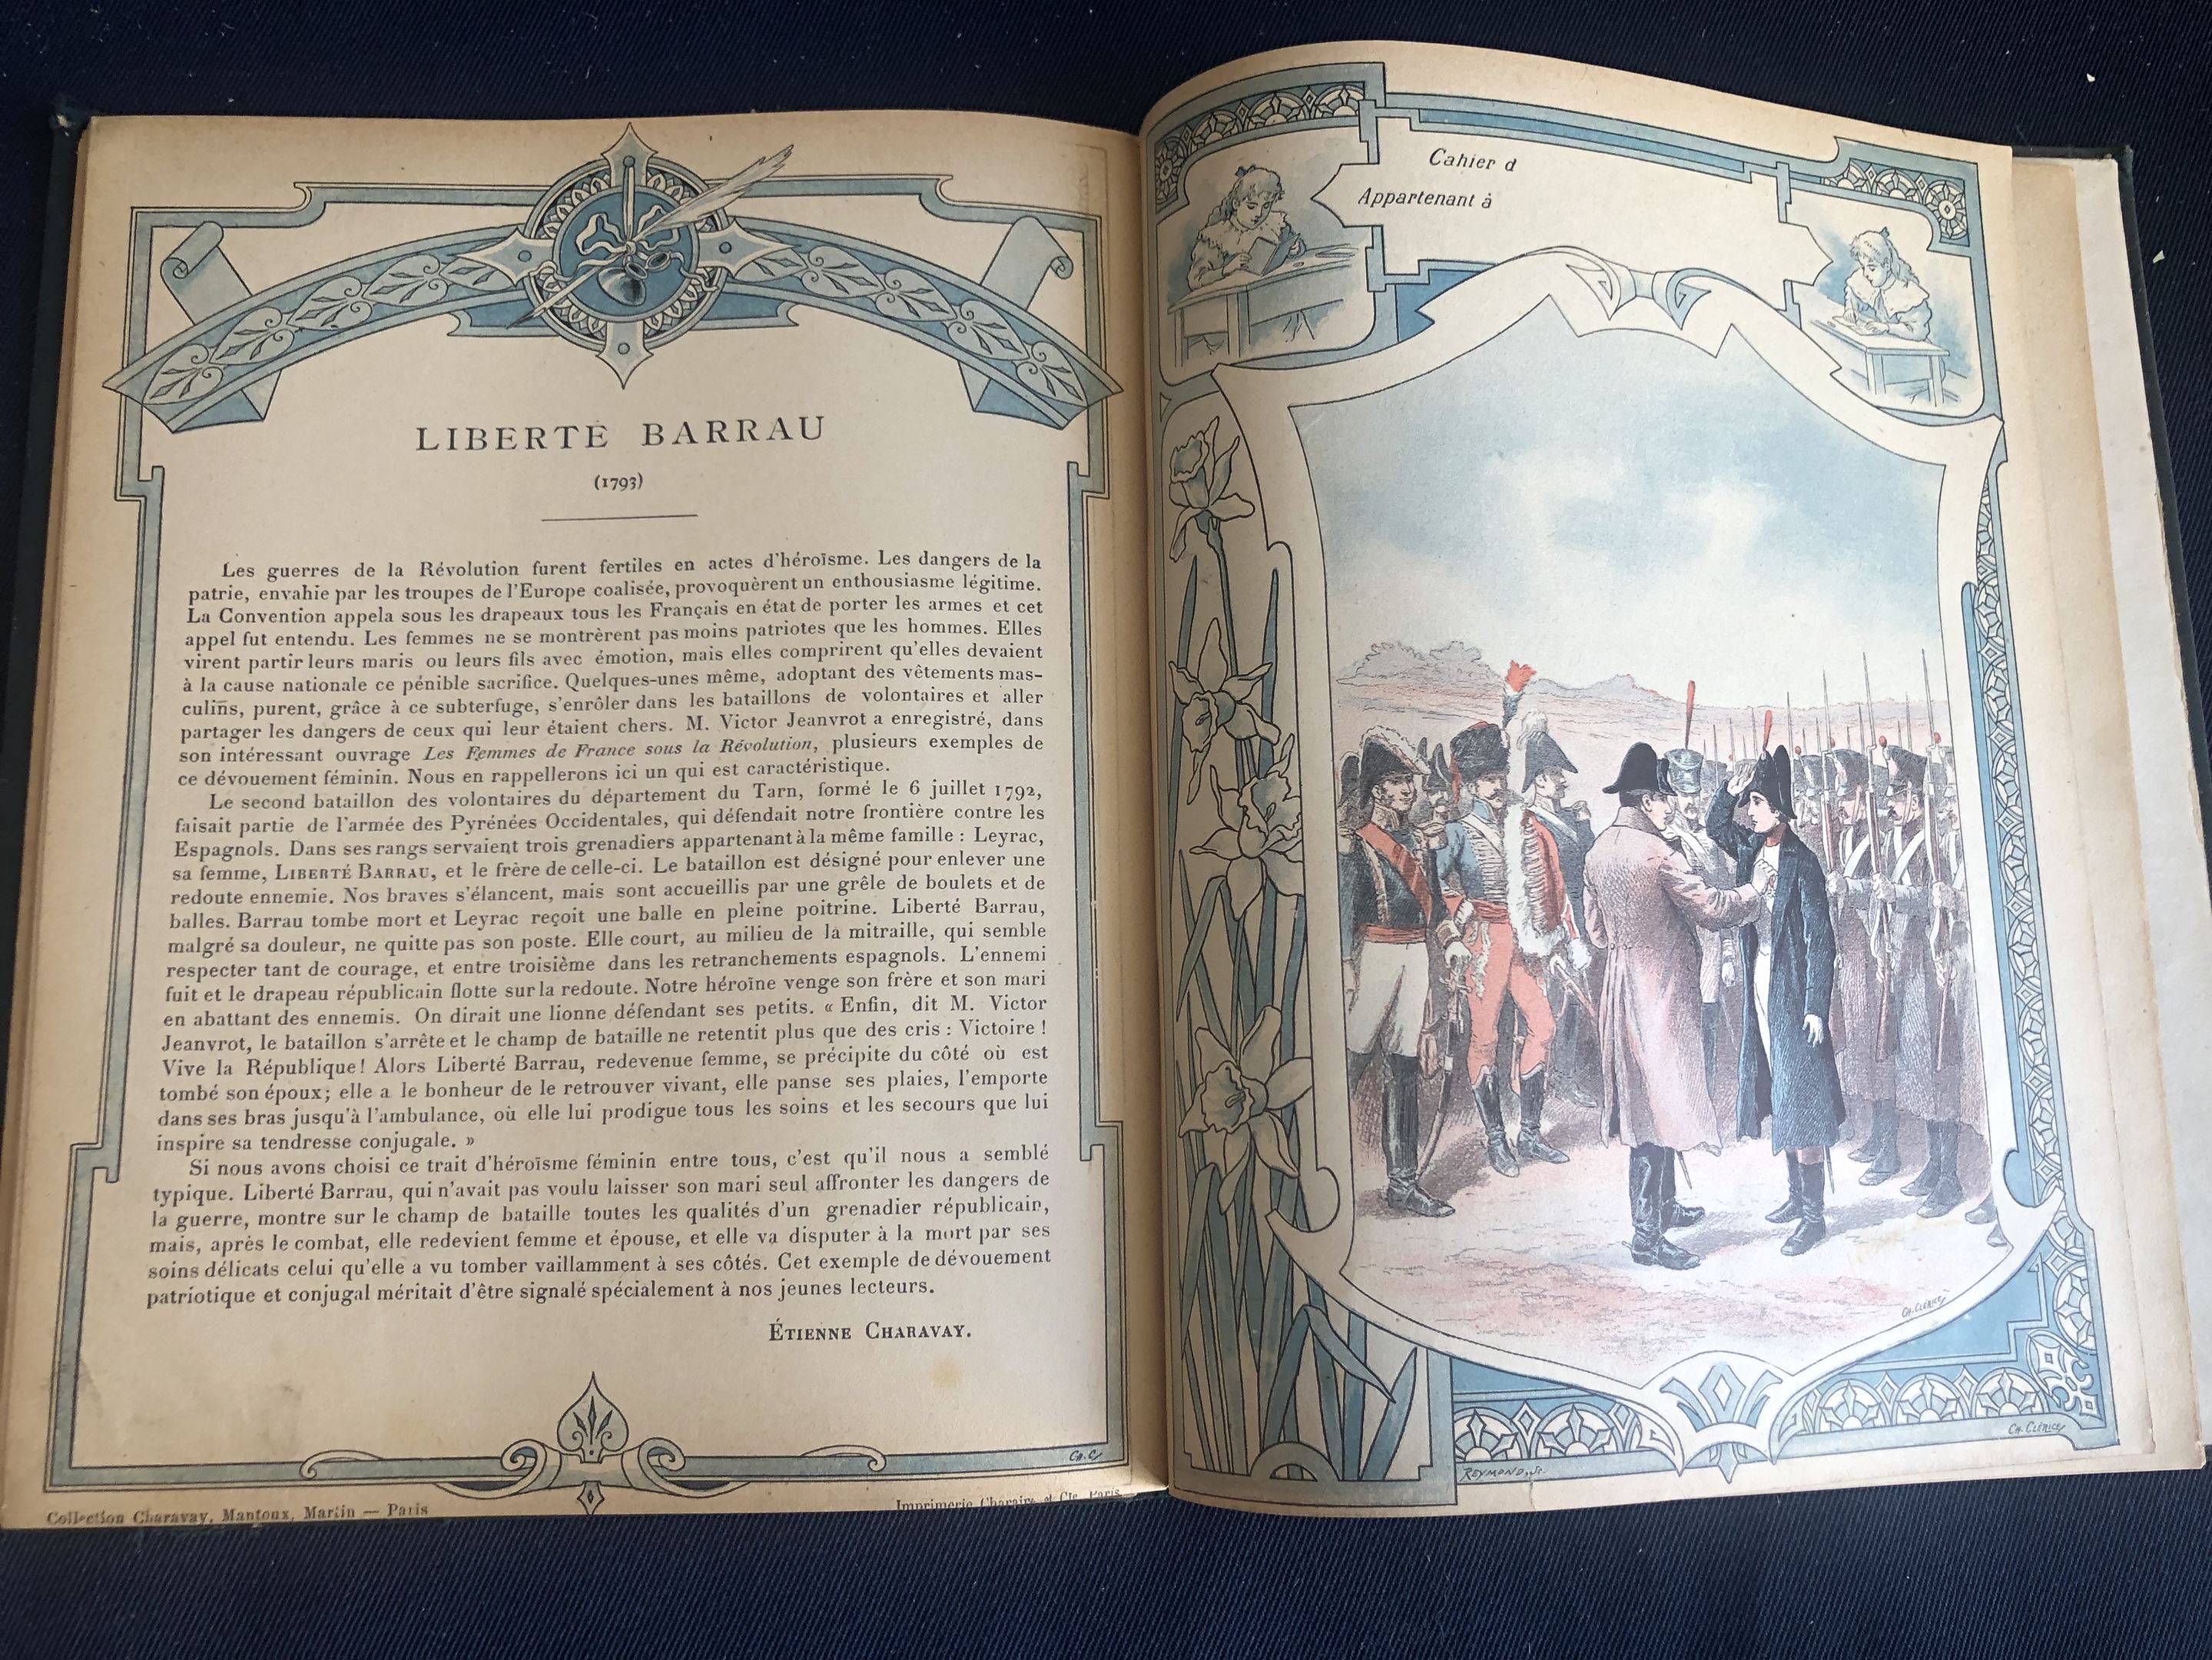 LIBERTÉ BARRAU
(1793)
Les guerres de la Révolution furent fertiles en actes d'héroïsme. Les dangers de la
patrie, envahie par les troupes de l'Europe coalisée, provoquèrent un enthousiasme légitime.
La Convention appela sous les drapeaux tous les Français en état de porter les armes et cet
appel fut entendu. Les femmes ne se montrèrent pas moins patriotes que les hommes. Elles
virent partir leurs maris ou leurs fils avec émotion, mais elles comprirent qu'elles devaient
à la cause nationale ce pénible sacrifice. Quelques-unes même, adoptant des vêtements mas-
culins, purent, grâce à ce subterfuge, s'enrôler dans les bataillons de volontaires et aller
partager les dangers de ceux qui leur étaient chers. M. Victor Jeanvrot a enregistré, dans
son intéressant ouvrage Les Femmes de France sous la Révolution, plusieurs exemples de
ce dévouement féminin. Nous en rappellerons ici un qui est caractéristique.
Le second bataillon des volontaires du département du Tarn, formé le 6 juillet 1792,
faisait partie de l'armée des Pyrénées Occidentales, qui défendait notre frontière contre les
Espagnols. Dans ses rangs servaient trois grenadiers appartenant à la même famille : Leyrac,
sa femme, LIBERTÉ BARRAU, et le frère de celle-ci. Le bataillon est désigné pour enlever une
redoute ennemie. Nos braves s'élancent, mais sont accueillis par une grêle de boulets et de
balles. Barrau tombe mort et Leyrac reçoit une balle en pleine poitrine. Liberté Barrau,
malgré sa douleur, ne quitte pas son poste. Elle court, au milieu de la mitraille, qui semble
respecter tant de courage, et entre troisième dans les retranchements espagnols. L'ennemi
fuit et le drapeau républicain flotte sur la redoute. Notre héroïne venge son frère et son mari
en abattant des ennemis. On dirait une lionne défendant ses petits. « Enfin, dit M. Victor
Jeanvrot, le bataillon s'arrête et le champ de bataille ne retentit plus que des cris : Victoire !
Vive la République ! Alors Liberté Barrau, redevenue femme, se précipite du côté où est
tombé son époux; elle a le bonheur de le retrouver vivant, elle panse ses plaies, l'emporte
dans ses bras jusqu'à l'ambulance, où elle lui prodigue tous les soins et les secours que lui
inspire sa tendresse conjugale. »
Si nous avons choisi ce trait d'héroïsme féminin entre tous, c'est qu'il nous a semblé
typique. Liberté Barrau, qui n'avait pas voulu laisser son mari seul affronter les dangers de
la guerre, montre sur le champ de bataille toutes les qualités d'un grenadier républicain,
mais, après le combat, elle redevient femme et épouse, et elle va disputer à la mort par ses
soins délicats celui qu'elle a vu tomber vaillamment à ses côtés. Cet exemple de dévouement
patriotique et conjugal méritait d'être signalé spécialement à nos jeunes lecteurs.
ÉTIENNE CHARAVAY.
CH. C
Collection Charavay, Mantoux, Martin — Paris
Imprimerie Charaire et Cie Paris
Cahier d
Appartenant à
CH. CLÉRICE
CH. CLÉRICE
REYMOND, Sc.